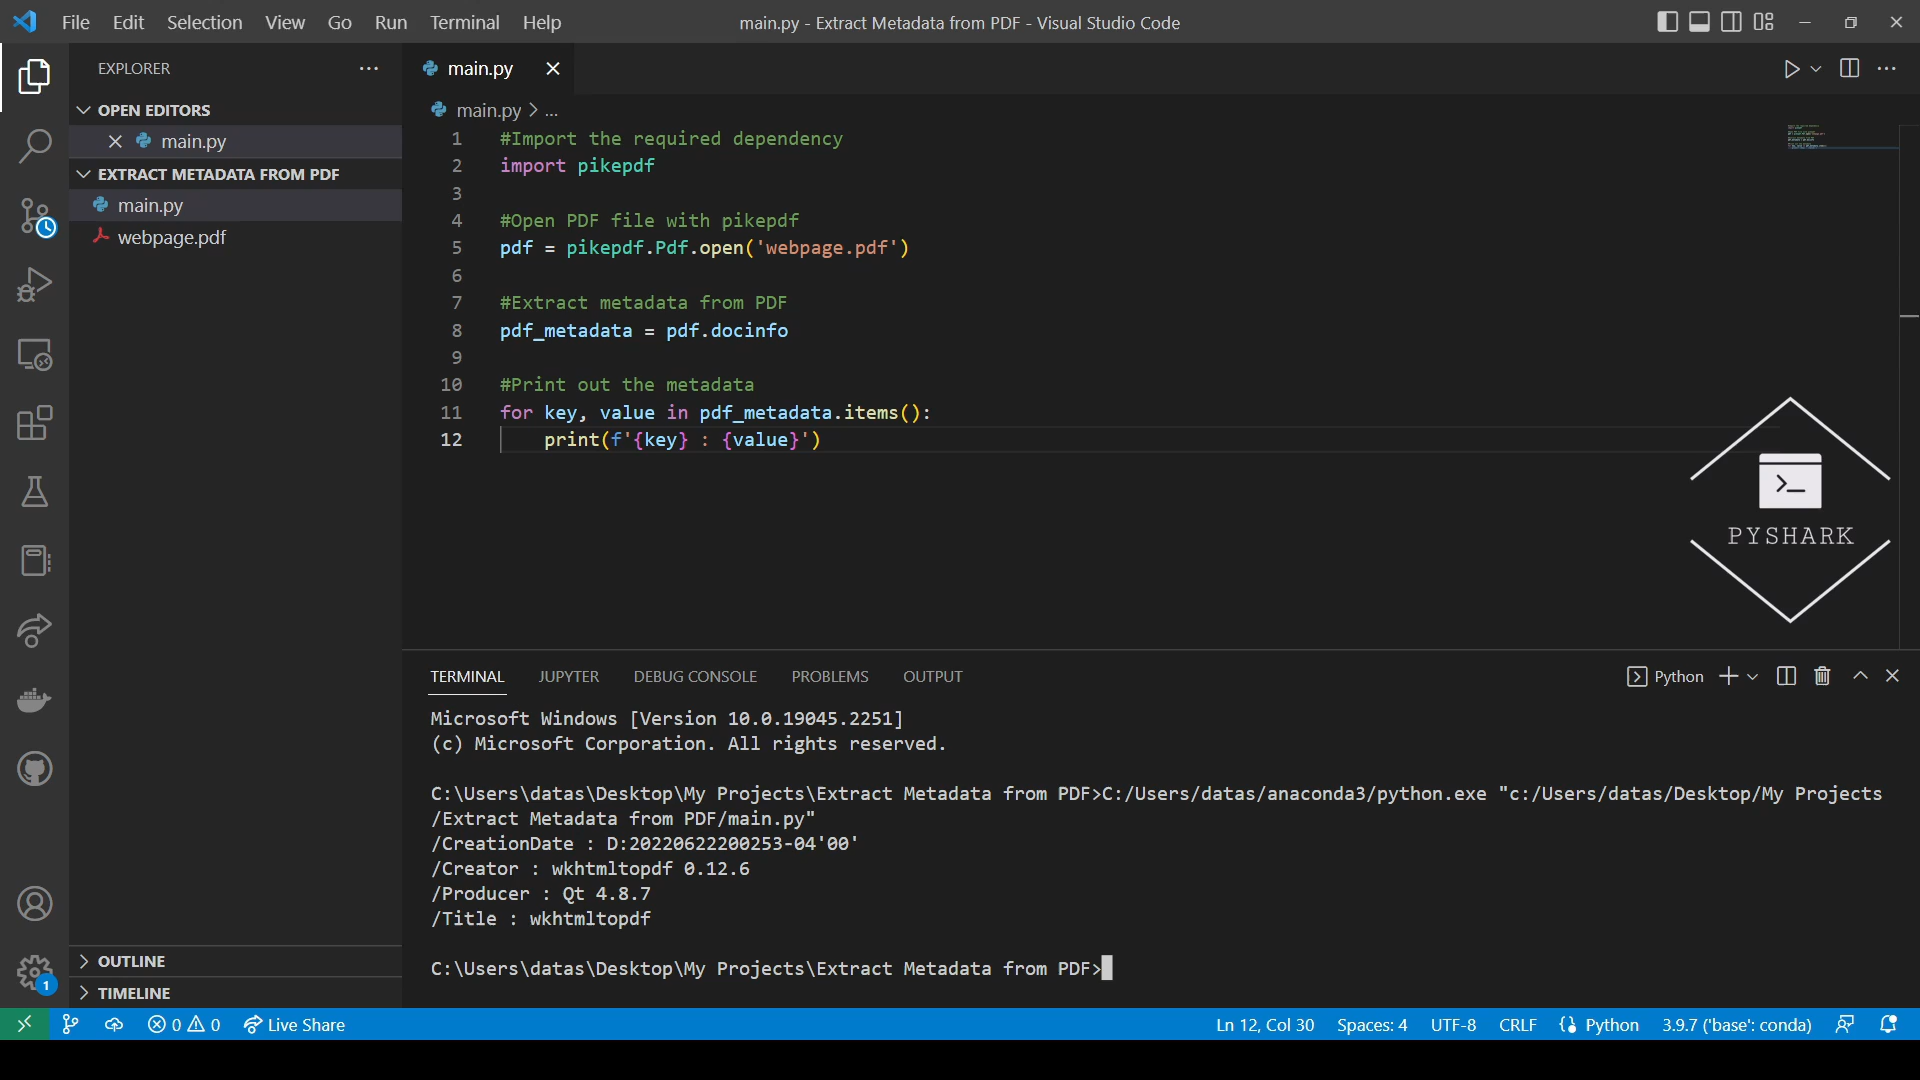 File Edit Selection View Go Run Terminal Help
main.py - Extract Metadata from PDF - Visual Studio Code
EXPLORER
OPEN EDITORS
main.py
EXTRACT METADATA FROM PDF
main.py
webpage.pdf
OUTLINE
TIMELINE
main.py
main.py > ...
1 #Import the required dependency
2 import pikepdf
3
4 #Open PDF file with pikepdf
5 pdf = pikepdf.Pdf.open('webpage.pdf')
6
7 #Extract metadata from PDF
8 pdf_metadata = pdf.docinfo
9
10 #Print out the metadata
11 for key, value in pdf_metadata.items():
12     print(f'{key} : {value}')
PYSHARK
TERMINAL JUPYTER DEBUG CONSOLE PROBLEMS OUTPUT
Python
Microsoft Windows [Version 10.0.19045.2251]
(c) Microsoft Corporation. All rights reserved.
C:\Users\datas\Desktop\My Projects\Extract Metadata from PDF>C:/Users/datas/anaconda3/python.exe "c:/Users/datas/Desktop/My Projects
/Extract Metadata from PDF/main.py"
/CreationDate : D:20220622200253-04'00'
/Creator : wkhtmltopdf 0.12.6
/Producer : Qt 4.8.7
/Title : wkhtmltopdf
C:\Users\datas\Desktop\My Projects\Extract Metadata from PDF>
1
0 0 Live Share
Ln 12, Col 30 Spaces: 4 UTF-8 CRLF Python 3.9.7 ('base': conda)